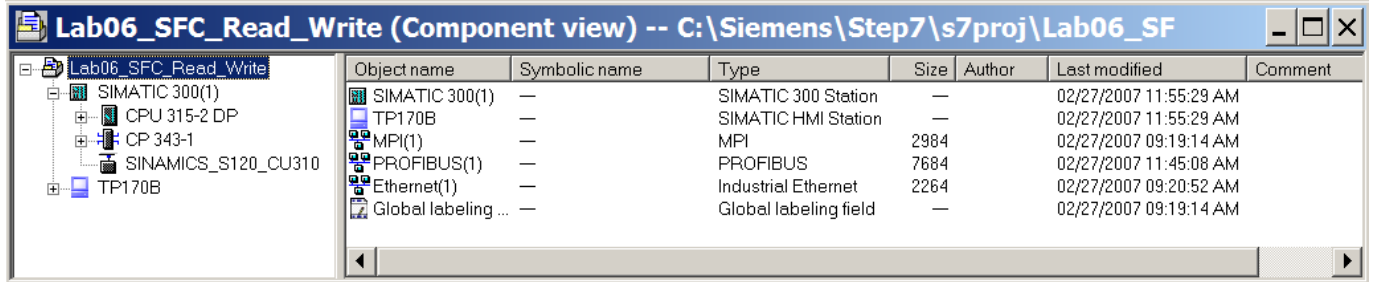 Lab06_SFC_Read_Write (Component view) -- C:\Siemens\Step7\s7proj\Lab06_SF
Lab06_SFC_Read_Write
SIMATIC 300(1)
CPU 315-2 DP
CP 343-1
SINAMICS_S120_CU310
TP170B
Object name Symbolic name Type Size Author Last modified Comment
SIMATIC 300(1) — SIMATIC 300 Station — 02/27/2007 11:55:29 AM
TP170B — SIMATIC HMI Station — 02/27/2007 11:55:29 AM
MPI(1) — MPI 2984 02/27/2007 09:19:14 AM
PROFIBUS(1) — PROFIBUS 7684 02/27/2007 11:45:08 AM
Ethernet(1) — Industrial Ethernet 2264 02/27/2007 09:20:52 AM
Global labeling ... — Global labeling field — 02/27/2007 09:19:14 AM